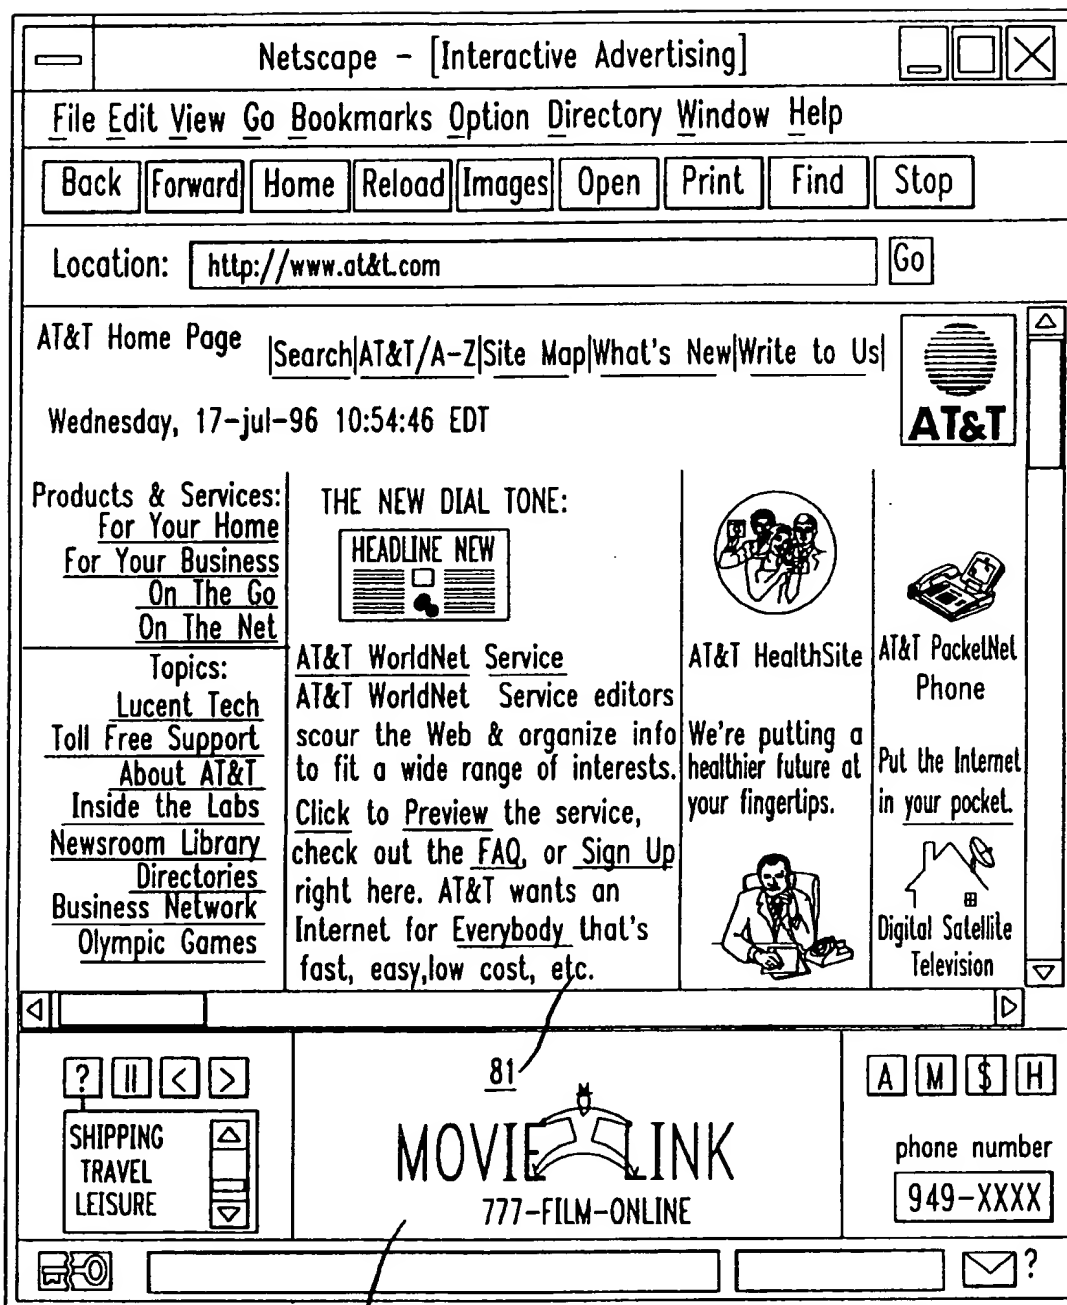 Netscape - [Interactive Advertising]
File Edit View Go Bookmarks Option Directory Window Help
Back Forward Home Reload Images Open Print Find Stop
Location: http://www.at&t.com Go
AT&T Home Page |Search|AT&T/A-Z|Site Map|What's New|Write to Us|
AT&T
Wednesday, 17-jul-96 10:54:46 EDT
Products & Services:
For Your Home
For Your Business
On The Go
On The Net
Topics:
Lucent Tech
Toll Free Support
About AT&T
Inside the Labs
Newsroom Library
Directories
Business Network
Olympic Games
THE NEW DIAL TONE:
HEADLINE NEW
AT&T WorldNet Service
AT&T WorldNet Service editors
scour the Web & organize info
to fit a wide range of interests.
Click to Preview the service,
check out the FAQ, or Sign Up
right here. AT&T wants an
Internet for Everybody that's
fast, easy,low cost, etc.
AT&T HealthSite
We're putting a
healthier future at
your fingertips.
AT&T PocketNet
Phone
Put the Internet
in your pocket.
Digital Satellite
Television
? || < >
SHIPPING
TRAVEL
LEISURE
81
MOVIE LINK
777-FILM-ONLINE
A M $ H
phone number
949-XXXX
?